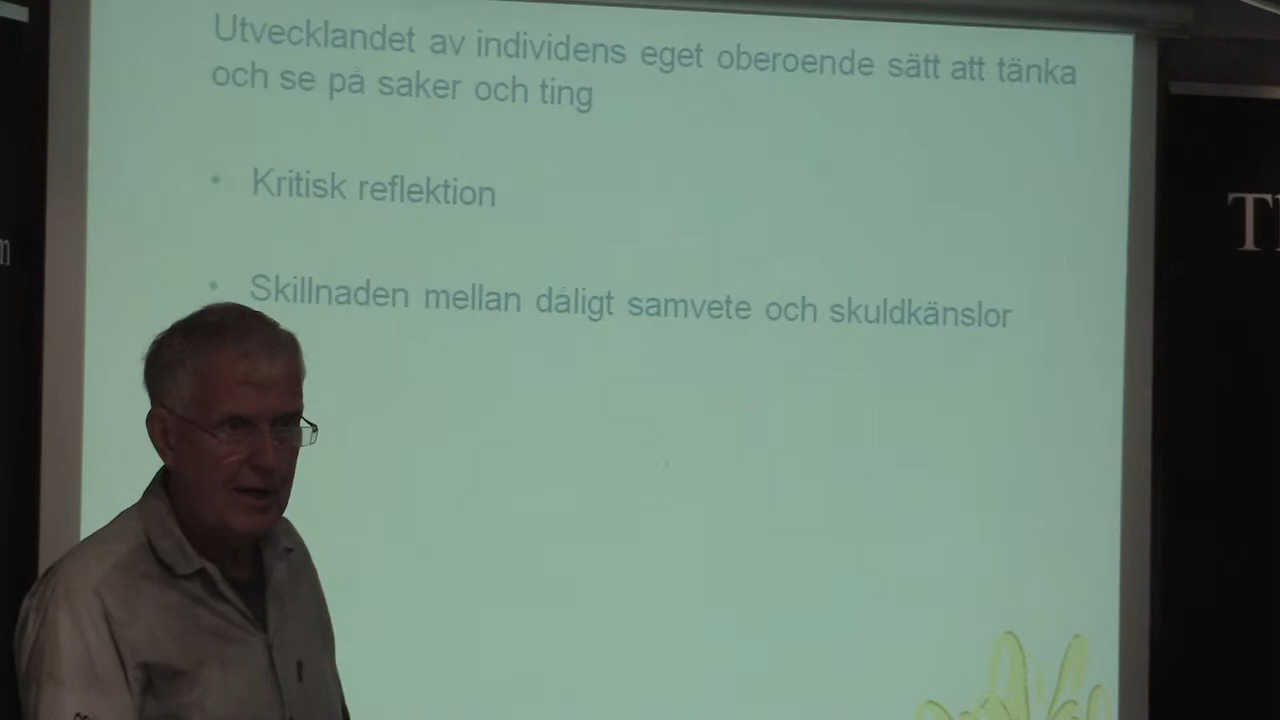 Utvecklandet av individens eget oberoende sätt att tänka
och se på saker och ting
• Kritisk reflektion
• Skillnaden mellan dåligt samvete och skuldkänslor